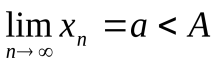 lim xₙ = a < A
n→∞